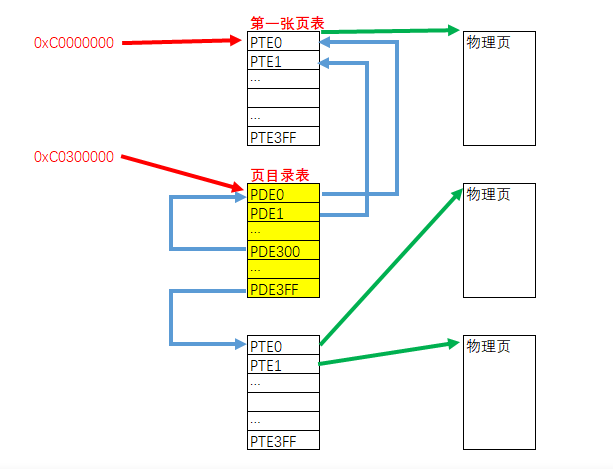 第一张页表
0xC0000000
PTE0
PTE1
...
...
PTE3FF
物理页
0xC0300000
页目录表
PDE0
PDE1
...
PDE300
...
PDE3FF
物理页
PTE0
PTE1
...
...
PTE3FF
物理页